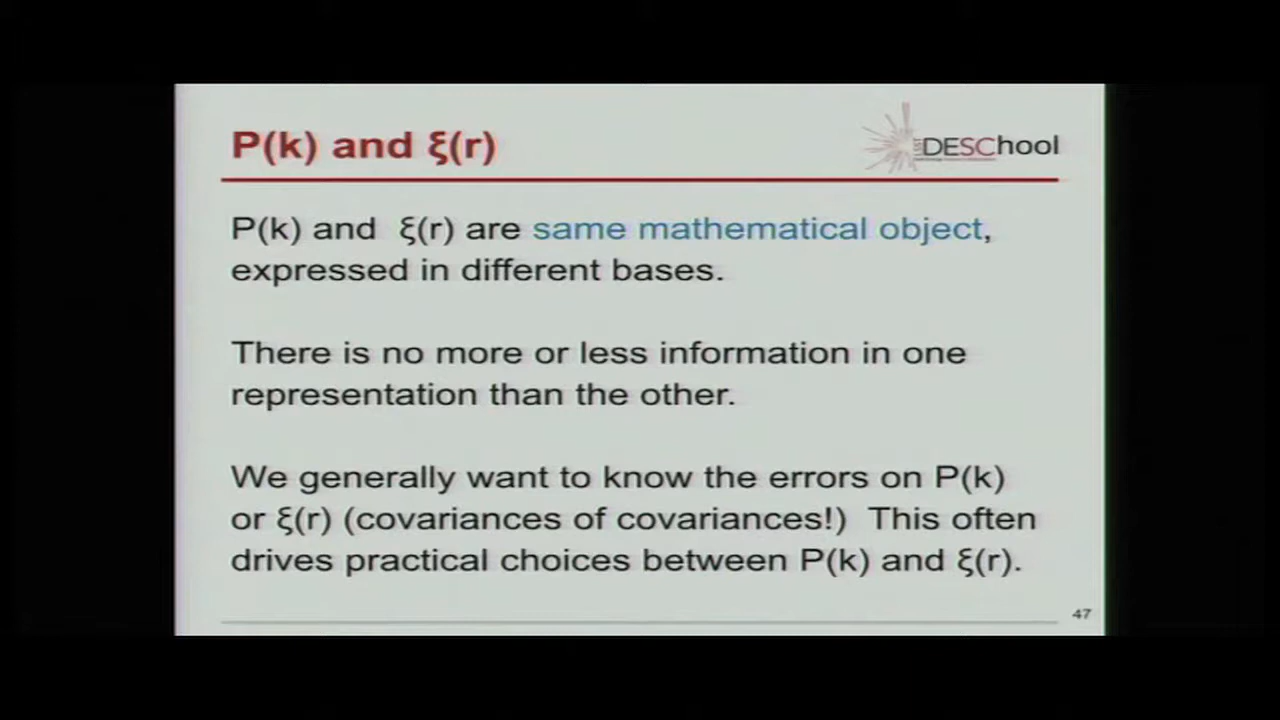 P(k) and ξ(r)
LSST
DESChool
P(k) and ξ(r) are same mathematical object,
expressed in different bases.
There is no more or less information in one
representation than the other.
We generally want to know the errors on P(k)
or ξ(r) (covariances of covariances!) This often
drives practical choices between P(k) and ξ(r).
47